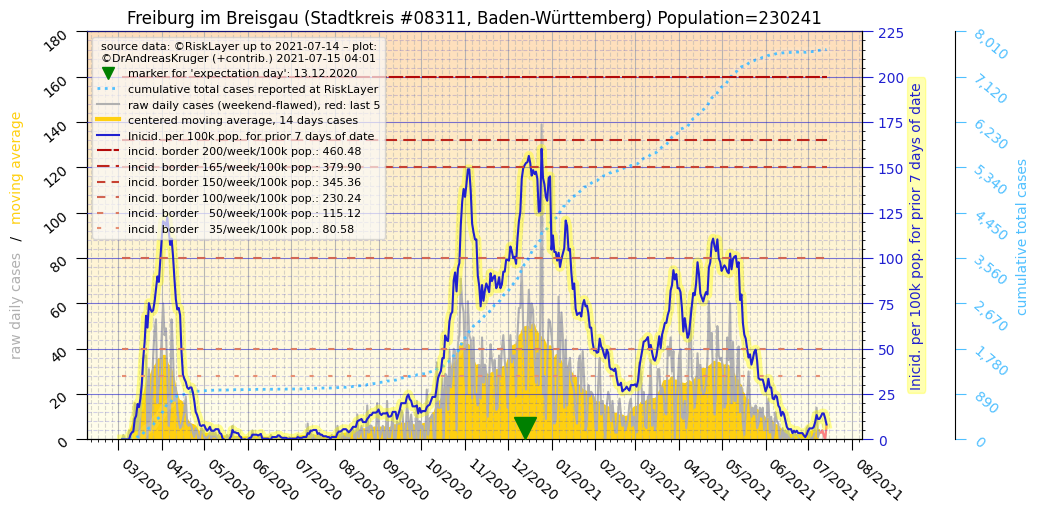 Freiburg im Breisgau (Stadtkreis #08311, Baden-Württemberg) Population=230241
source data: ©RiskLayer up to 2021-07-14 – plot:
©DrAndreasKruger (+contrib.) 2021-07-15 04:01
marker for 'expectation day': 13.12.2020
cumulative total cases reported at RiskLayer
raw daily cases (weekend-flawed), red: last 5
centered moving average, 14 days cases
Inicid. per 100k pop. for prior 7 days of date
incid. border 200/week/100k pop.: 460.48
incid. border 165/week/100k pop.: 379.90
incid. border 150/week/100k pop.: 345.36
incid. border 100/week/100k pop.: 230.24
incid. border 50/week/100k pop.: 115.12
incid. border 35/week/100k pop.: 80.58
raw daily cases / moving average
180
160
140
120
100
80
60
40
20
0
03/2020
04/2020
05/2020
06/2020
07/2020
08/2020
09/2020
10/2020
11/2020
12/2020
01/2021
02/2021
03/2021
04/2021
05/2021
06/2021
07/2021
08/2021
225
200
175
150
125
100
75
50
25
0
Inicid. per 100k pop. for prior 7 days of date
8,010
7,120
6,230
5,340
4,450
3,560
2,670
1,780
890
0
cumulative total cases